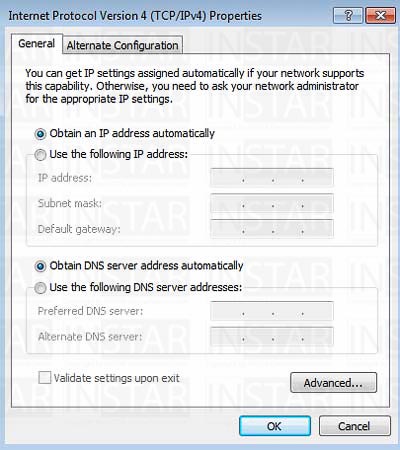 Internet Protocol Version 4 (TCP/IPv4) Properties
?
General
Alternate Configuration
You can get IP settings assigned automatically if your network supports
this capability. Otherwise, you need to ask your network administrator
for the appropriate IP settings.
Obtain an IP address automatically
Use the following IP address:
IP address:
Subnet mask:
Default gateway:
Obtain DNS server address automatically
Use the following DNS server addresses:
Preferred DNS server:
Alternate DNS server:
Validate settings upon exit
Advanced...
OK
Cancel
INSTAR